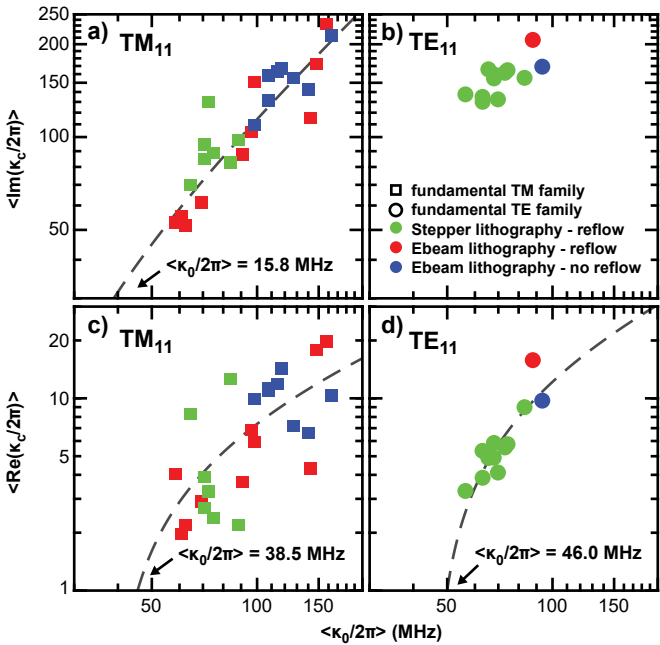 a) TM11
b) TE11
250
200
150
100
50
<Im(κc/2π)>
<κ0/2π> = 15.8 MHz
fundamental TM family
fundamental TE family
Stepper lithography - reflow
Ebeam lithography - reflow
Ebeam lithography - no reflow
c) TM11
d) TE11
20
10
5
2
1
<Re(κc/2π)>
<κ0/2π> = 38.5 MHz
<κ0/2π> = 46.0 MHz
50 100 150
50 100 150
<κ0/2π> (MHz)